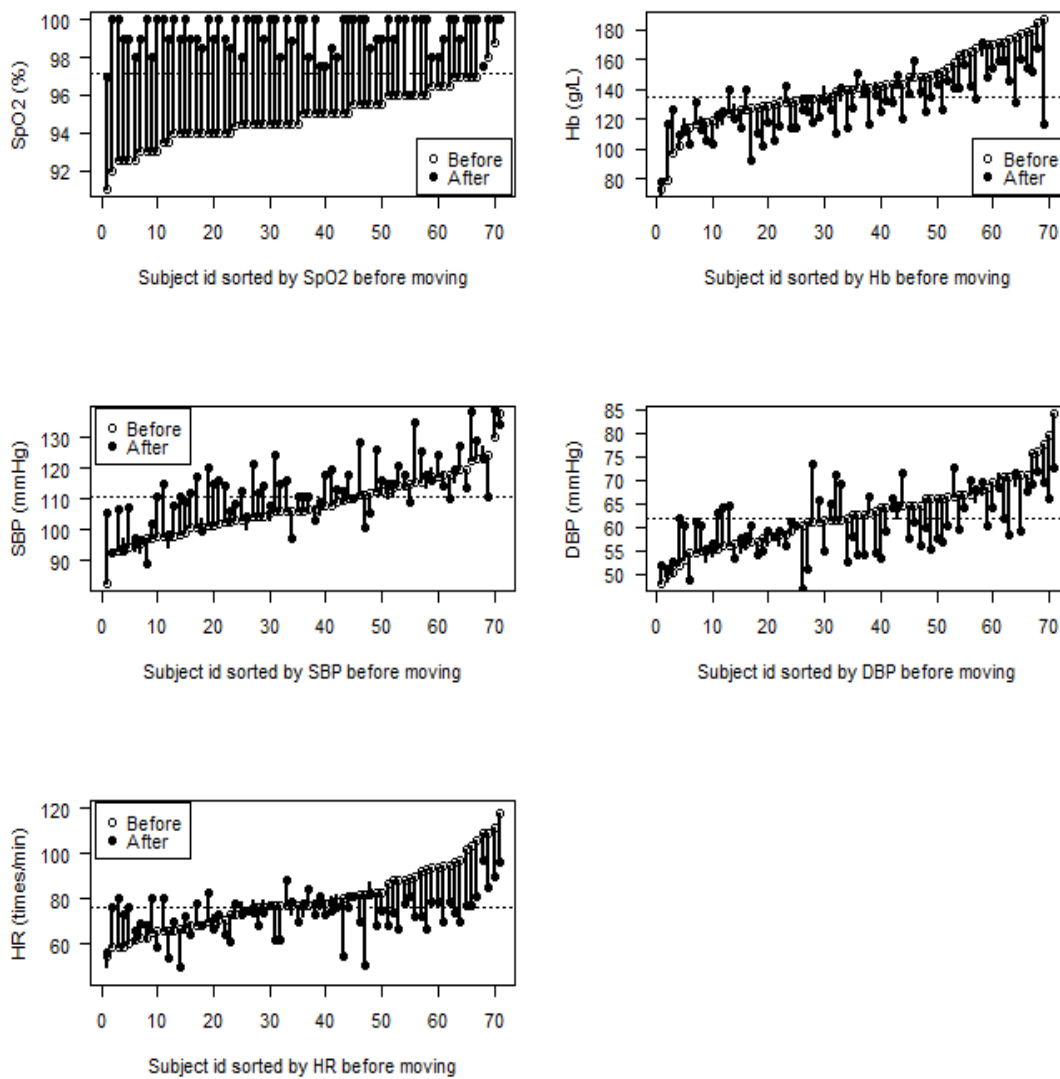 SpO2 (%)
100
98
96
94
92
Before
After
0 10 20 30 40 50 60 70
Subject id sorted by SpO2 before moving
Hb (g/L)
180
160
140
120
100
80
Before
After
0 10 20 30 40 50 60 70
Subject id sorted by Hb before moving
SBP (mmHg)
130
120
110
100
90
Before
After
0 10 20 30 40 50 60 70
Subject id sorted by SBP before moving
DBP (mmHg)
85
80
75
70
65
60
55
50
0 10 20 30 40 50 60 70
Subject id sorted by DBP before moving
HR (times/min)
120
100
80
60
Before
After
0 10 20 30 40 50 60 70
Subject id sorted by HR before moving